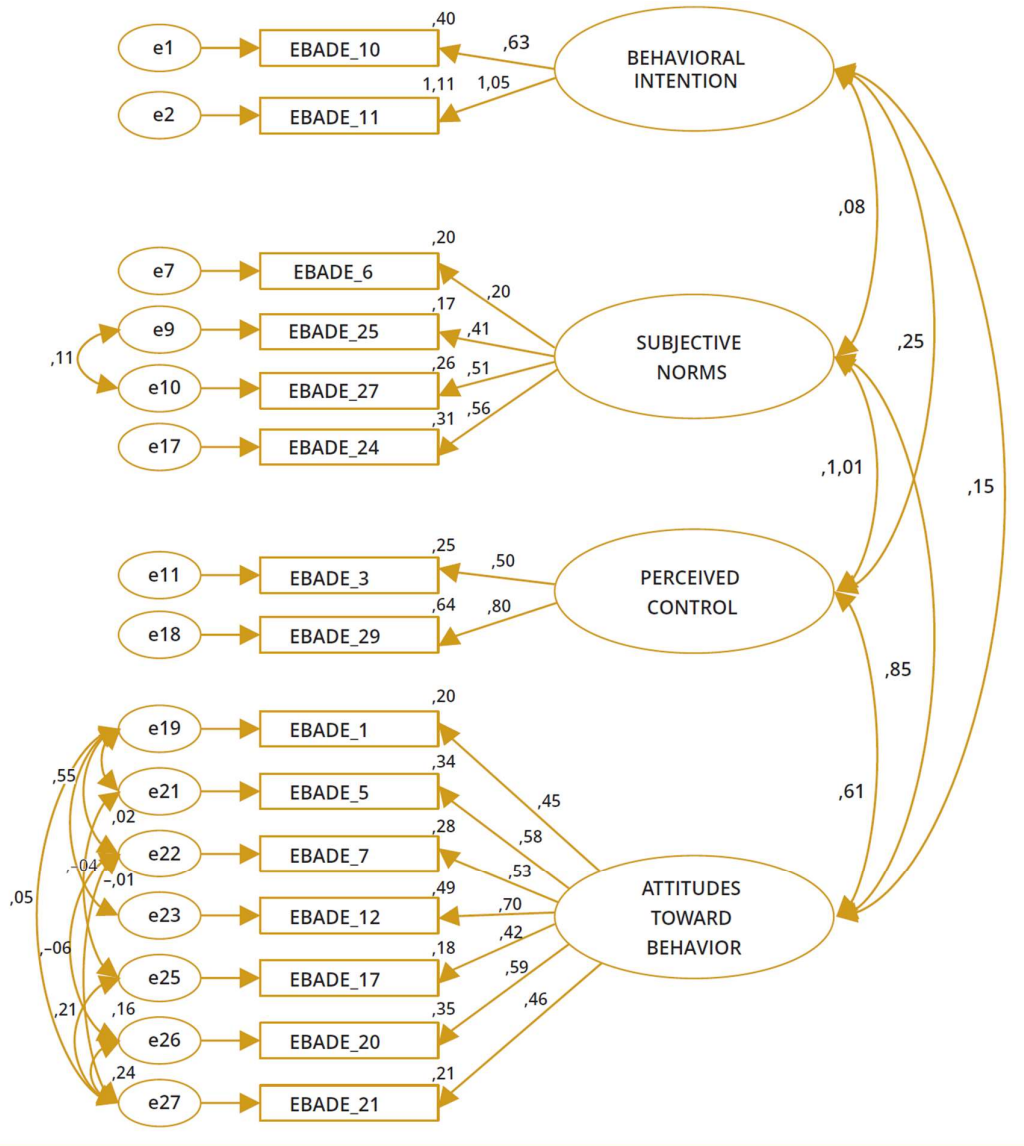 ,40
e1
EBADE_10
,63
BEHAVIORAL
INTENTION
1,11
1,05
e2
EBADE_11
,08
,20
e7
EBADE_6
,20
,17
e9
EBADE_25
,41
SUBJECTIVE
NORMS
,25
,11
,26
,51
e10
EBADE_27
,31
,56
e17
EBADE_24
,1,01
,15
,25
,50
e11
EBADE_3
PERCEIVED
CONTROL
,64
,80
e18
EBADE_29
,85
,20
e19
EBADE_1
,55
,34
,45
,61
e21
EBADE_5
,02
,28
,58
e22
EBADE_7
,–04
–,01
,53
ATTITUDES
TOWARD
BEHAVIOR
,05
,49
,70
e23
EBADE_12
,–06
,18
,42
e25
EBADE_17
,59
,21
,16
,35
,46
e26
EBADE_20
,24
,21
e27
EBADE_21